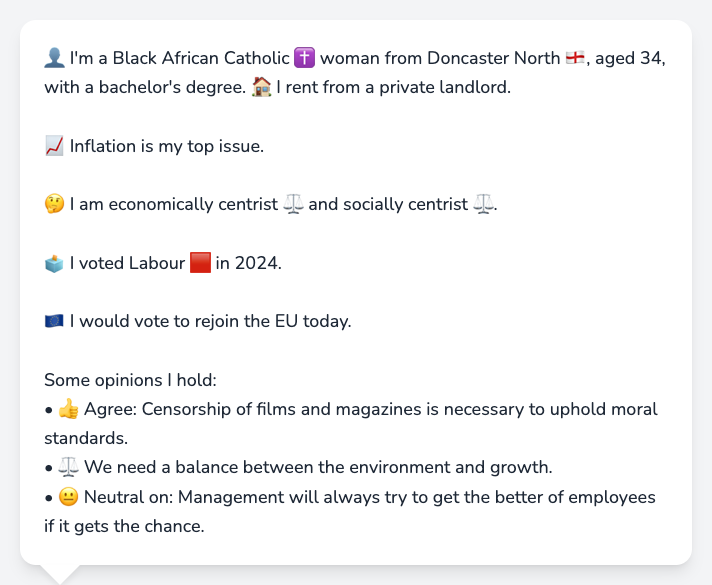 👤 I'm a Black African Catholic ✝️ woman from Doncaster North 🏴󠁧󠁢󠁥󠁮󠁧󠁿, aged 34,
with a bachelor's degree. 🏠 I rent from a private landlord.
📈 Inflation is my top issue.
🤔 I am economically centrist ⚖️ and socially centrist ⚖️.
🗳️ I voted Labour 🟥 in 2024.
🇪🇺 I would vote to rejoin the EU today.
Some opinions I hold:
• 👍 Agree: Censorship of films and magazines is necessary to uphold moral
standards.
• ⚖️ We need a balance between the environment and growth.
• 😐 Neutral on: Management will always try to get the better of employees
if it gets the chance.